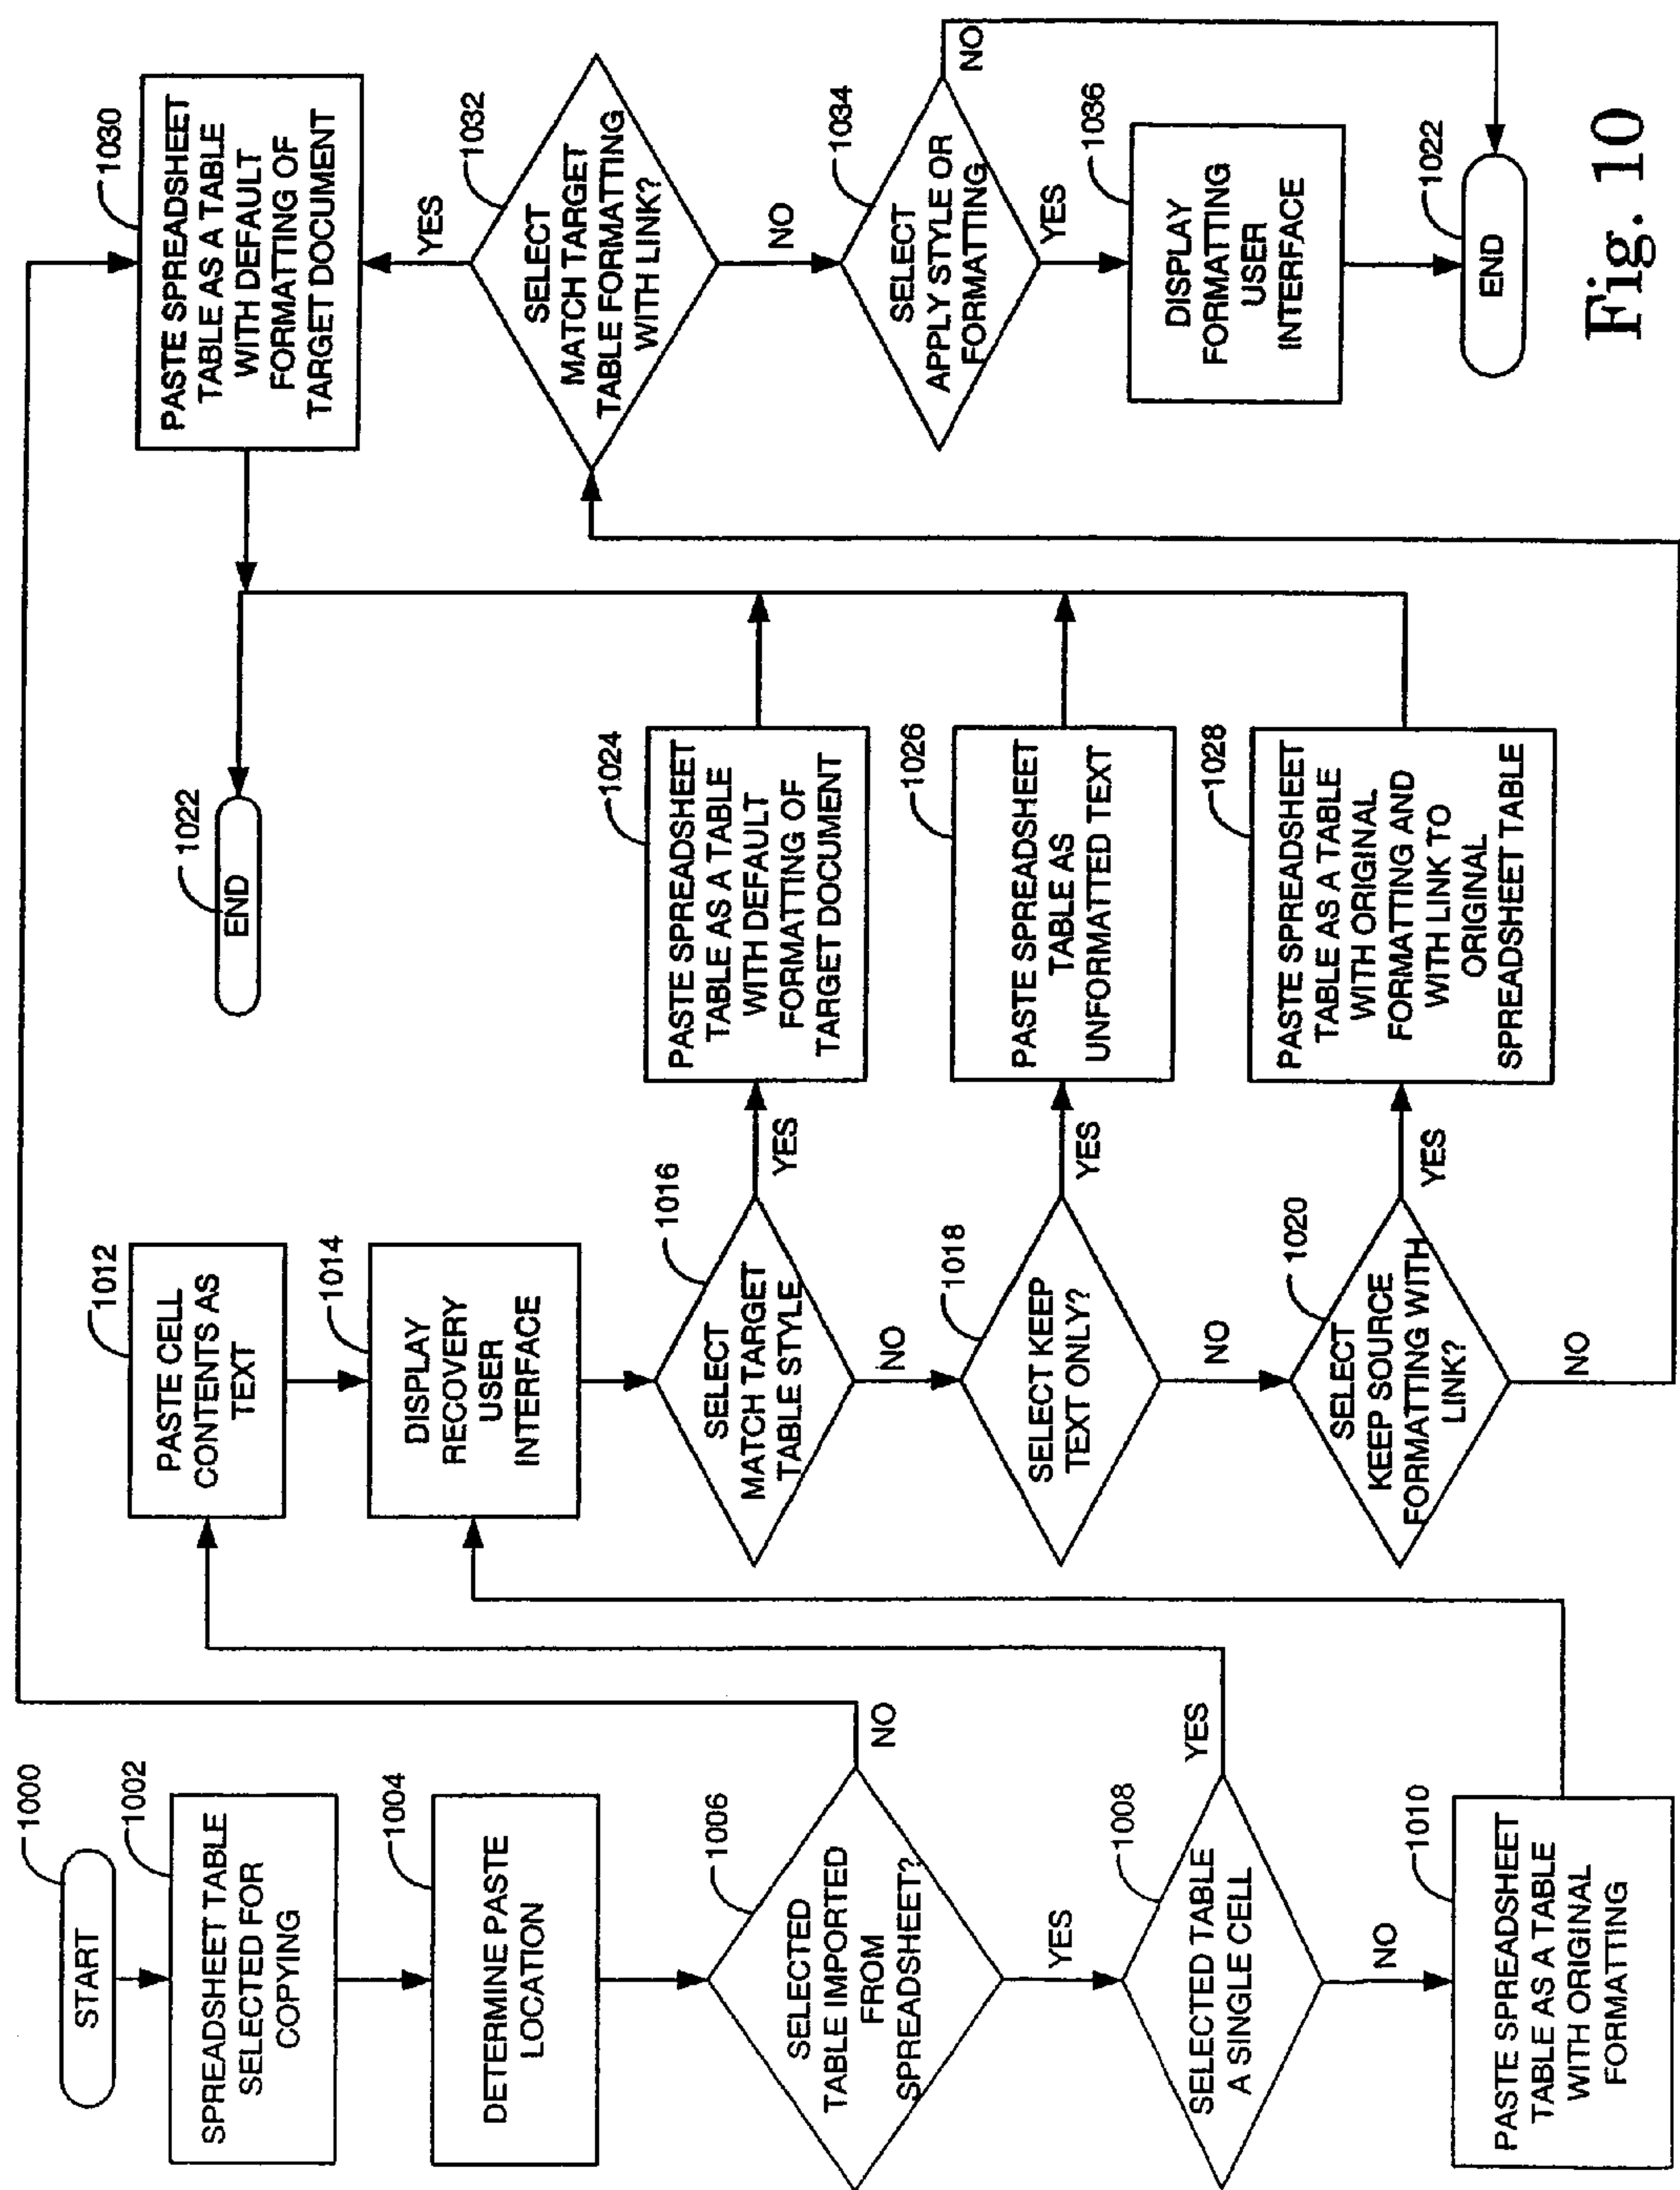 1000
START
1002
SPREADSHEET TABLE
SELECTED FOR
COPYING
1004
DETERMINE PASTE
LOCATION
1006
SELECTED
TABLE IMPORTED
FROM
SPREADSHEET?
NO
YES
1008
SELECTED TABLE
A SINGLE CELL
YES
NO
1010
PASTE SPREADSHEET
TABLE AS A TABLE
WITH ORIGINAL
FORMATTING
1012
PASTE CELL
CONTENTS AS
TEXT
1014
DISPLAY
RECOVERY
USER
INTERFACE
1016
SELECT
MATCH TARGET
TABLE STYLE
YES
NO
1018
SELECT KEEP
TEXT ONLY?
YES
NO
1020
SELECT
KEEP SOURCE
FORMATTING WITH
LINK?
YES
NO
1022
END
1024
PASTE SPREADSHEET
TABLE AS A TABLE
WITH DEFAULT
FORMATTING OF
TARGET DOCUMENT
1026
PASTE SPREADSHEET
TABLE AS
UNFORMATTED TEXT
1028
PASTE SPREADSHEET
TABLE AS A TABLE
WITH ORIGINAL
FORMATTING AND
WITH LINK TO
ORIGINAL
SPREADSHEET TABLE
1030
PASTE SPREADSHEET
TABLE AS A TABLE
WITH DEFAULT
FORMATTING OF
TARGET DOCUMENT
YES
1032
SELECT
MATCH TARGET
TABLE FORMATTING
WITH LINK?
NO
1034
SELECT
APPLY STYLE OR
FORMATTING
NO
YES
1036
DISPLAY
FORMATTING
USER
INTERFACE
1022
END
Fig. 10